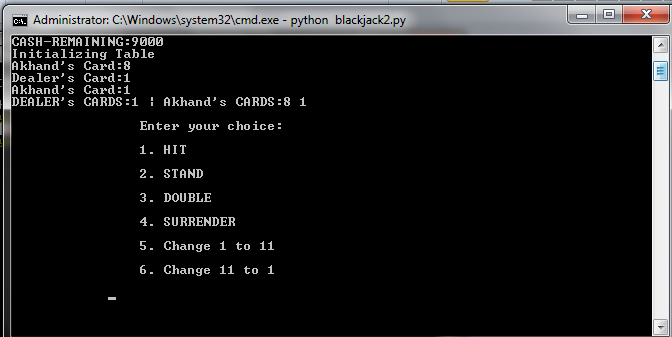 Administrator: C:\Windows\system32\cmd.exe - python  blackjack2.py
CASH-REMAINING:9000
Initializing Table
Akhand's Card:8
Dealer's Card:1
Akhand's Card:1
DEALER's CARDS:1 | Akhand's CARDS:8 1
Enter your choice:
1. HIT
2. STAND
3. DOUBLE
4. SURRENDER
5. Change 1 to 11
6. Change 11 to 1